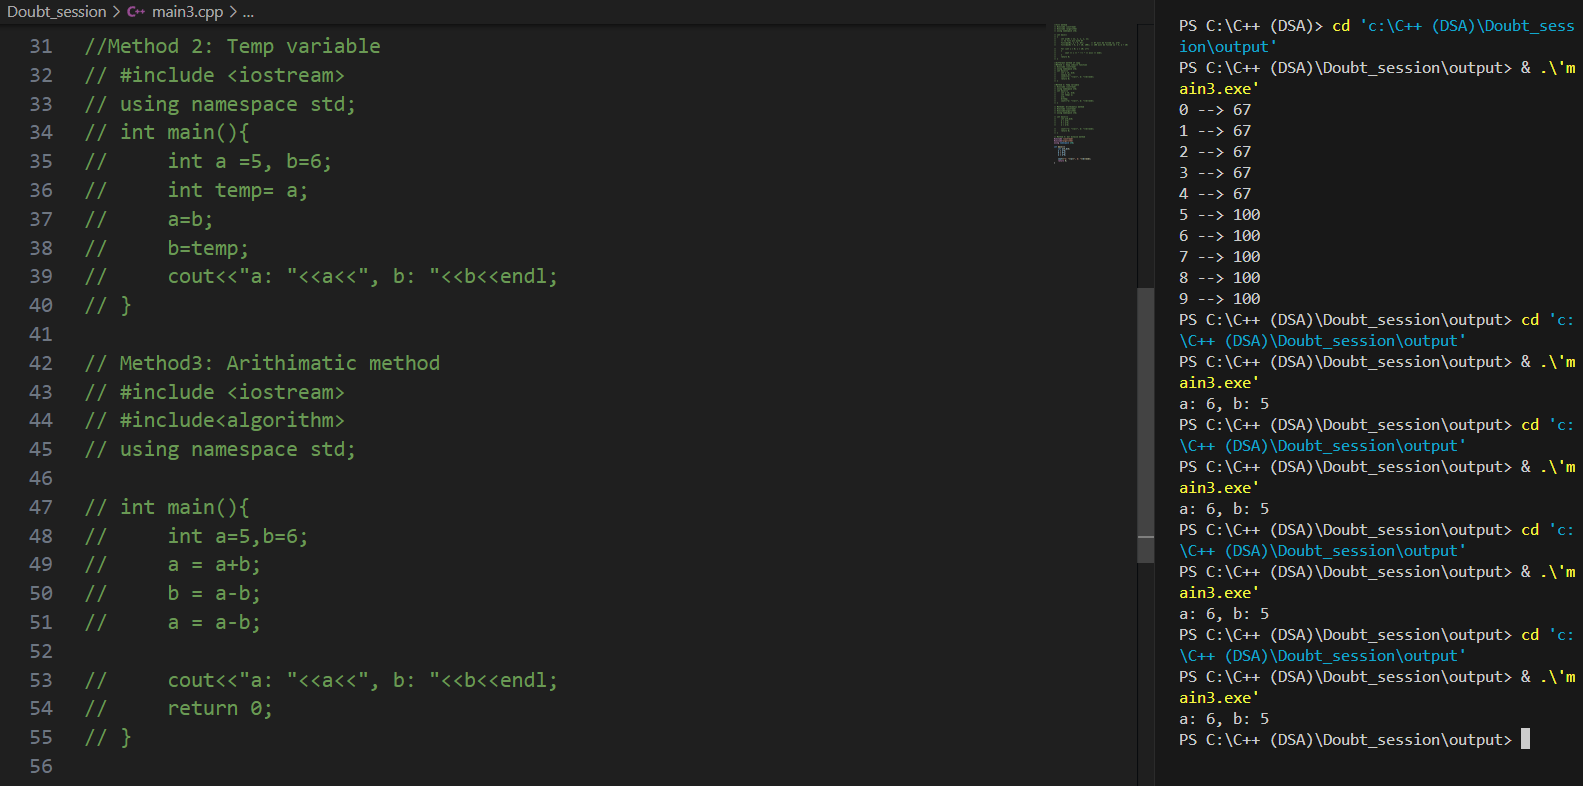 Doubt_session > C++ main3.cpp > ...
31 //Method 2: Temp variable
32 // #include <iostream>
33 // using namespace std;
34 // int main(){
35 //     int a =5, b=6;
36 //     int temp= a;
37 //     a=b;
38 //     b=temp;
39 //     cout<<"a: "<<a<<", b: "<<b<<endl;
40 // }
41
42 // Method3: Arithimatic method
43 // #include <iostream>
44 // #include<algorithm>
45 // using namespace std;
46
47 // int main(){
48 //     int a=5,b=6;
49 //     a = a+b;
50 //     b = a-b;
51 //     a = a-b;
52
53 //     cout<<"a: "<<a<<", b: "<<b<<endl;
54 //     return 0;
55 // }
56
PS C:\C++ (DSA)> cd 'c:\C++ (DSA)\Doubt_sess
ion\output'
PS C:\C++ (DSA)\Doubt_session\output> & .\'m
ain3.exe'
0 --> 67
1 --> 67
2 --> 67
3 --> 67
4 --> 67
5 --> 100
6 --> 100
7 --> 100
8 --> 100
9 --> 100
PS C:\C++ (DSA)\Doubt_session\output> cd 'c:
\C++ (DSA)\Doubt_session\output'
PS C:\C++ (DSA)\Doubt_session\output> & .\'m
ain3.exe'
a: 6, b: 5
PS C:\C++ (DSA)\Doubt_session\output> cd 'c:
\C++ (DSA)\Doubt_session\output'
PS C:\C++ (DSA)\Doubt_session\output> & .\'m
ain3.exe'
a: 6, b: 5
PS C:\C++ (DSA)\Doubt_session\output> cd 'c:
\C++ (DSA)\Doubt_session\output'
PS C:\C++ (DSA)\Doubt_session\output> & .\'m
ain3.exe'
a: 6, b: 5
PS C:\C++ (DSA)\Doubt_session\output> cd 'c:
\C++ (DSA)\Doubt_session\output'
PS C:\C++ (DSA)\Doubt_session\output> & .\'m
ain3.exe'
a: 6, b: 5
PS C:\C++ (DSA)\Doubt_session\output>